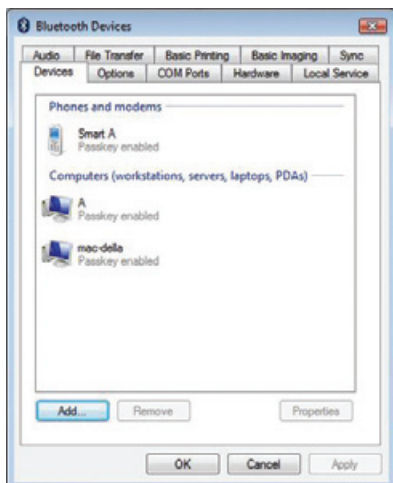 Bluetooth Devices
Audio File Transfer Basic Printing Basic Imaging Sync
Devices Options COM Ports Hardware Local Service
Phones and modems
Smart A
Passkey enabled
Computers (workstations, servers, laptops, PDAs)
A
Passkey enabled
mac-della
Passkey enabled
Add... Remove Properties
OK Cancel Apply